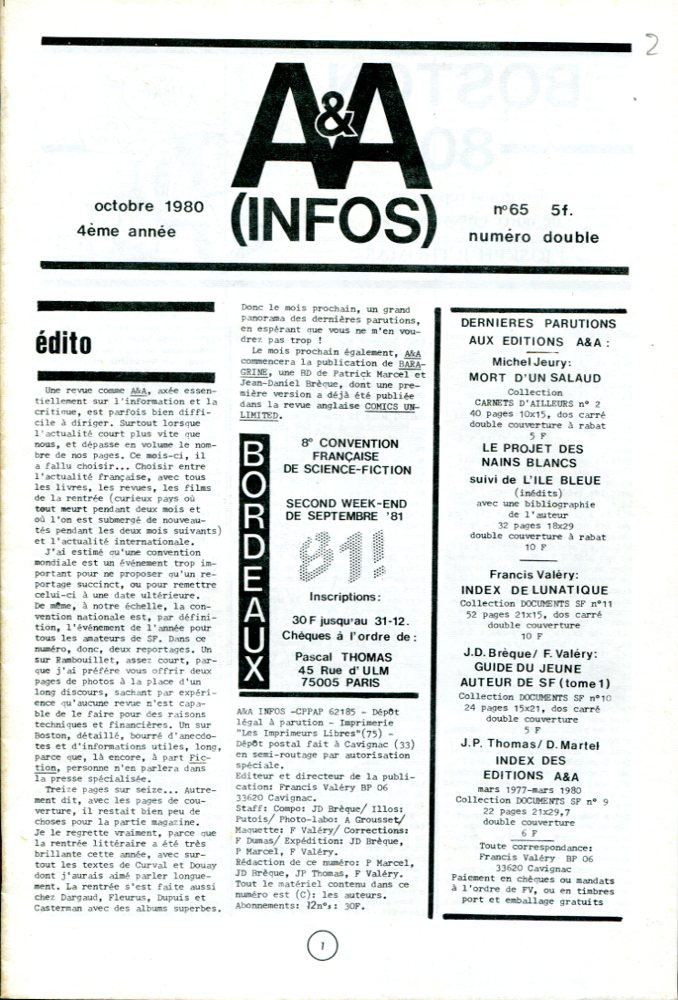 2
A&A
(INFOS)
octobre 1980
4ème année
n°65 5f.
numéro double
édito
Une revue comme A&A, axée essen-
tiellement sur l'information et la
critique, est parfois bien diffi-
cile à diriger. Surtout lorsque
l'actualité court plus vite que
nous, et dépasse en volume le nom-
bre de nos pages. Ce mois-ci, il
a fallu choisir... Choisir entre
l'actualité française, avec tous
les livres, les revues, les films
de la rentrée (curieux pays où
tout meurt pendant deux mois et
où l'on est submergé de nouveau-
tés pendant les deux mois suivants)
et l'actualité internationale.
J'ai estimé qu'une convention
mondiale est un événement trop im-
portant pour ne proposer qu'un re-
portage succinct, ou pour remettre
celui-ci à une date ultérieure.
De même, à notre échelle, la con-
vention nationale est, par défini-
tion, l'événement de l'année pour
tous les amateurs de SF. Dans ce
numéro, donc, deux reportages. Un
sur Rambouillet, assez court, par-
que j'ai préfére vous offrir deux
pages de photos à la place d'un
long discours, sachant par expéri-
ence qu'aucune revue n'est capa-
ble de le faire pour des raisons
techniques et financières. Un sur
Boston, détaillé, bourré d'anecdo-
tes et d'informations utiles, long,
parce que, là encore, à part Fic-
tion, personne n'en parlera dans
la presse spécialisée.
Treize pages sur seize... Autre-
ment dit, avec les pages de cou-
verture, il restait bien peu de
choses pour la partie magazine.
Je le regrette vraiment, parce que
la rentrée littéraire a été très
brillante cette année, avec sur-
tout les textes de Curval et Douay
dont j'aurais aimé parler longue-
ment. La rentrée s'est faite aussi
chez Dargaud, Fleurus, Dupuis et
Casterman avec des albums superbes.
Donc le mois prochain, un grand
panorama des dernières parutions,
en espérant que vous ne m'en vou-
drez pas trop !
Le mois prochain également, A&A
commencera la publication de BARA-
GRINE, une BD de Patrick Marcel et
Jean-Daniel Brèque, dont une pre-
mière version a déjà été publiée
dans la revue anglaise COMICS UN-
LIMITED.
BORDEAUX
8° CONVENTION
FRANÇAISE
DE SCIENCE-FICTION
SECOND WEEK-END
DE SEPTEMBRE '81
81!
Inscriptions :
30F jusqu'au 31-12.
Chéques à l'ordre de :
Pascal THOMAS
45 Rue d'ULM
75005 PARIS
A&A INFOS -CPPAP 62185 - Dépôt
légal à parution - Imprimerie
"Les Imprimeurs Libres"(75) -
Dépôt postal fait à Cavignac (33)
en semi-routage par autorisation
spéciale.
Editeur et directeur de la publi-
cation: Francis Valéry BP 06
33620 Cavignac.
Staff: Compo: JD Brèque/ Illos:
Putois/ Photo-labo: A Grousset/
Maquette: F Valéry/ Corrections:
F Dumas/ Expédition: JD Brèque,
P Marcel, F Valéry.
Rédaction de ce numéro: P Marcel,
JD Brèque, JP Thomas, F Valery.
Tout le matériel contenu dans ce
numéro est (C): les auteurs.
Abonnements: 12n°s: 30F.
DERNIERES PARUTIONS
AUX EDITIONS A&A :
Michel Jeury:
MORT D'UN SALAUD
Collection
CARNETS D'AILLEURS n° 2
40 pages 10x15, dos carré
double couverture à rabat
5 F
LE PROJET DES
NAINS BLANCS
suivi de L'ILE BLEUE
(inédits)
avec une bibliographie
de l'auteur
32 pages 18x29
double couverture à rabat
10 F
Francis Valéry:
INDEX DE LUNATIQUE
Collection DOCUMENTS SF n°11
52 pages 21x15, dos carré
double couverture
10 F
J.D. Brèque/ F. Valéry:
GUIDE DU JEUNE
AUTEUR DE SF (tome 1)
Collection DOCUMENTS SF n°10
24 pages 15x21, dos carré
double couverture
5 F
J.P. Thomas/ D. Martel
INDEX DES
EDITIONS A&A
mars 1977-mars 1980
Collection DOCUMENTS SF n° 9
22 pages 21x29,7
double couverture
6 F
Toute correspondance:
Francis Valéry BP 06
33620 Cavignac
Paiement en chèques ou mandats
à l'ordre de FV, ou en timbres
port et emballage gratuits
1